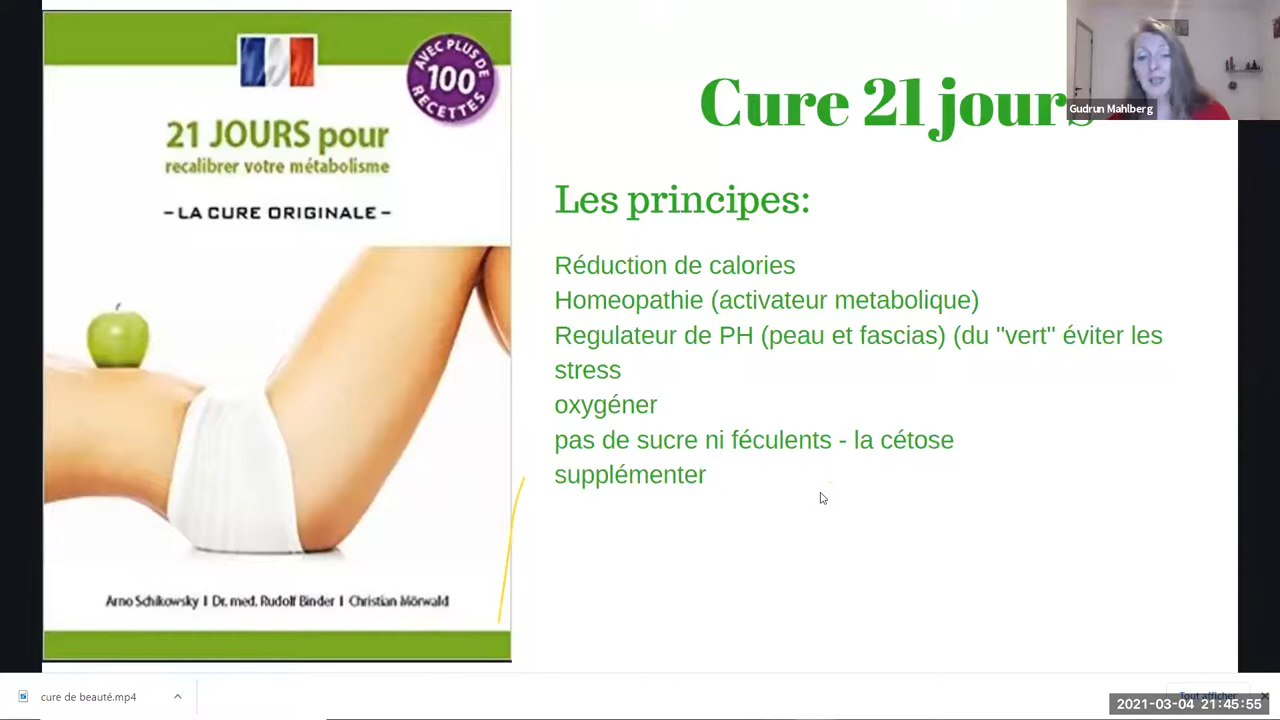 AVEC PLUS DE
100
RECETTES
21 JOURS pour
recalibrer votre métabolisme
– LA CURE ORIGINALE –
Arno Schikowsky I Dr. med. Rudolf Binder I Christian Mörwald
Cure 21 jours
Gudrun Mahlberg
Les principes:
Réduction de calories
Homeopathie (activateur metabolique)
Regulateur de PH (peau et fascias) (du "vert" éviter les
stress
oxygéner
pas de sucre ni féculents - la cétose
supplémenter
cure de beauté.mp4
Tout afficher
2021-03-04 21:45:55